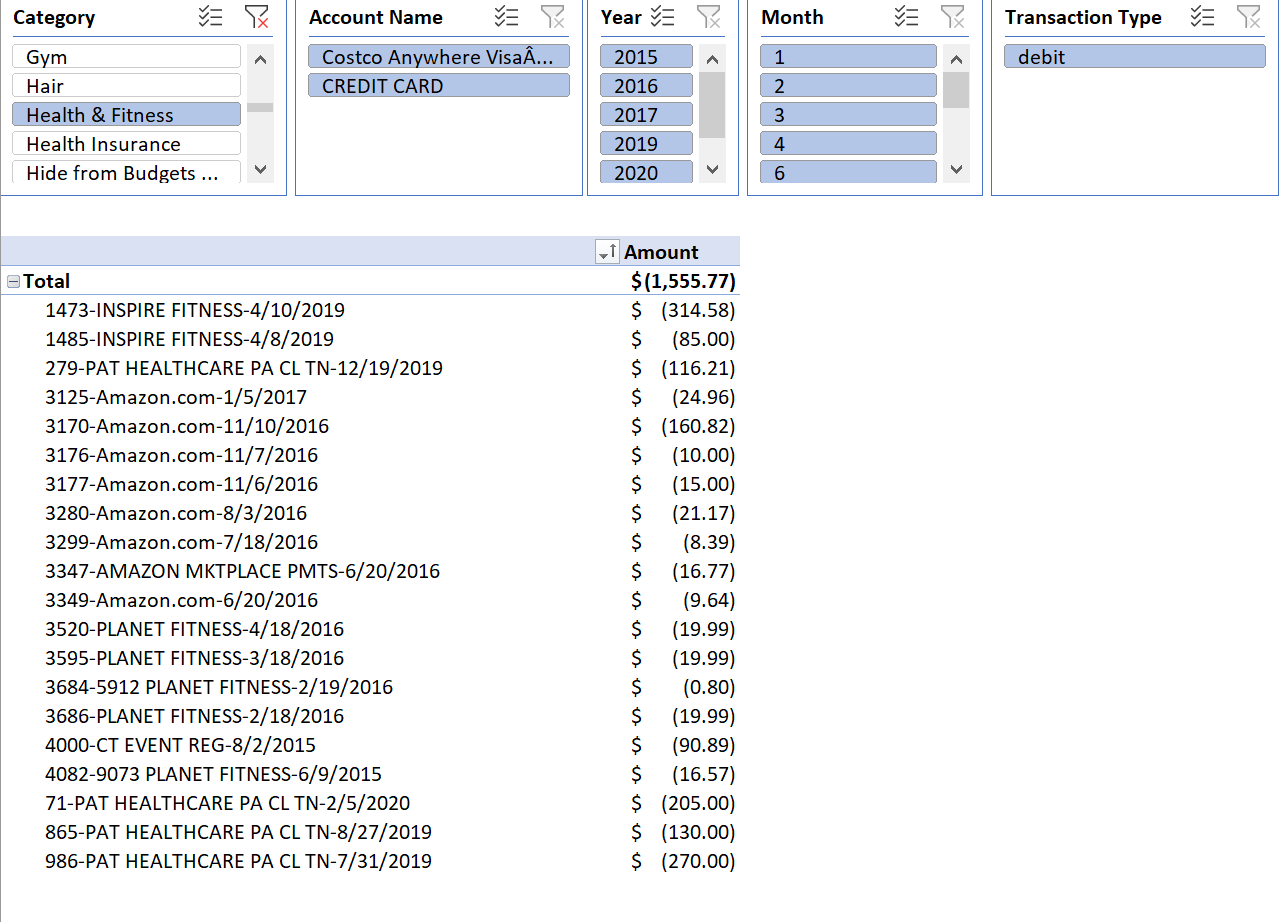 Category
Gym
Hair
Health & Fitness
Health Insurance
Hide from Budgets ...
Account Name
Costco Anywhere VisaÂ...
CREDIT CARD
Year
2015
2016
2017
2019
2020
Month
1
2
3
4
6
Transaction Type
debit
Amount
Total $(1,555.77)
1473-INSPIRE FITNESS-4/10/2019 $ (314.58)
1485-INSPIRE FITNESS-4/8/2019 $ (85.00)
279-PAT HEALTHCARE PA CL TN-12/19/2019 $ (116.21)
3125-Amazon.com-1/5/2017 $ (24.96)
3170-Amazon.com-11/10/2016 $ (160.82)
3176-Amazon.com-11/7/2016 $ (10.00)
3177-Amazon.com-11/6/2016 $ (15.00)
3280-Amazon.com-8/3/2016 $ (21.17)
3299-Amazon.com-7/18/2016 $ (8.39)
3347-AMAZON MKTPLACE PMTS-6/20/2016 $ (16.77)
3349-Amazon.com-6/20/2016 $ (9.64)
3520-PLANET FITNESS-4/18/2016 $ (19.99)
3595-PLANET FITNESS-3/18/2016 $ (19.99)
3684-5912 PLANET FITNESS-2/19/2016 $ (0.80)
3686-PLANET FITNESS-2/18/2016 $ (19.99)
4000-CT EVENT REG-8/2/2015 $ (90.89)
4082-9073 PLANET FITNESS-6/9/2015 $ (16.57)
71-PAT HEALTHCARE PA CL TN-2/5/2020 $ (205.00)
865-PAT HEALTHCARE PA CL TN-8/27/2019 $ (130.00)
986-PAT HEALTHCARE PA CL TN-7/31/2019 $ (270.00)